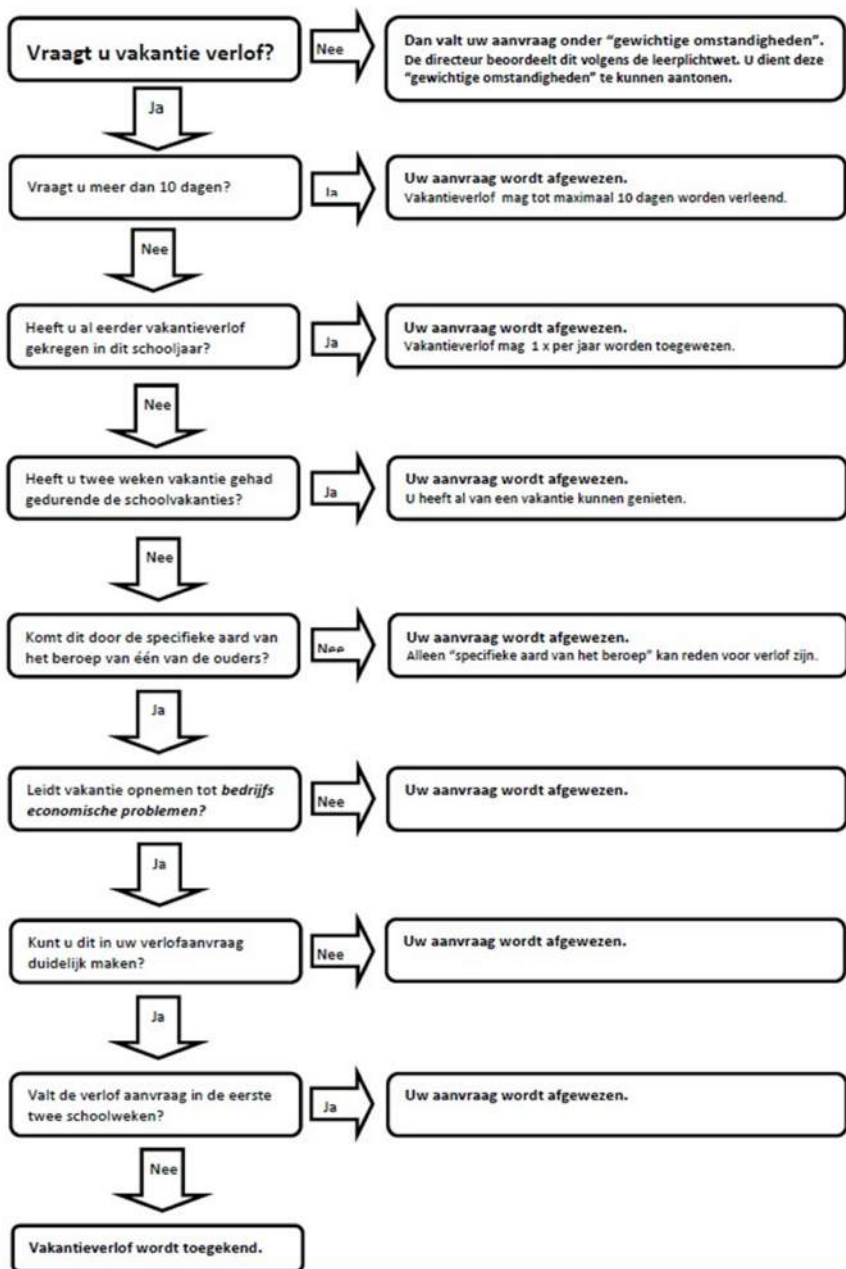 Vraagt u vakantie verlof?
Nee
Dan valt uw aanvraag onder “gewichtige omstandigheden”.
De directeur beoordeelt dit volgens de leerplichtwet. U dient deze
“gewichtige omstandigheden” te kunnen aantonen.
Ja
Vraagt u meer dan 10 dagen?
Ja
Uw aanvraag wordt afgewezen.
Vakantieverlof mag tot maximaal 10 dagen worden verleend.
Nee
Heeft u al eerder vakantieverlof
gekregen in dit schooljaar?
Ja
Uw aanvraag wordt afgewezen.
Vakantieverlof mag 1 x per jaar worden toegewezen.
Nee
Heeft u twee weken vakantie gehad
gedurende de schoolvakanties?
Ja
Uw aanvraag wordt afgewezen.
U heeft al van een vakantie kunnen genieten.
Nee
Komt dit door de specifieke aard van
het beroep van één van de ouders?
Nee
Uw aanvraag wordt afgewezen.
Alleen “specifieke aard van het beroep” kan reden voor verlof zijn.
Ja
Leidt vakantie opnemen tot bedrijfs
economische problemen?
Nee
Uw aanvraag wordt afgewezen.
Ja
Kunt u dit in uw verlofaanvraag
duidelijk maken?
Nee
Uw aanvraag wordt afgewezen.
Ja
Valt de verlof aanvraag in de eerste
twee schoolweken?
Ja
Uw aanvraag wordt afgewezen.
Nee
Vakantieverlof wordt toegekend.